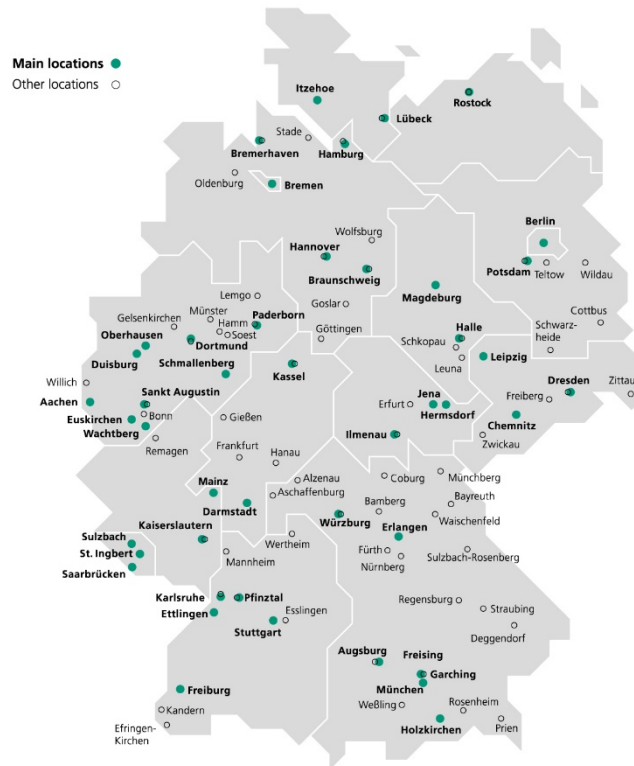 Main locations
Other locations
Itzehoe
Rostock
Lübeck
Stade
Bremerhaven
Hamburg
Oldenburg
Bremen
Berlin
Wolfsburg
Hannover
Potsdam
Teltow
Wildau
Braunschweig
Magdeburg
Lemgo
Goslar
Cottbus
Münster
Gelsenkirchen
Hamm
Paderborn
Göttingen
Halle
Schwarz-
heide
Oberhausen
Soest
Dortmund
Schkopau
Leipzig
Duisburg
Schmallenberg
Kassel
Leuna
Willich
Dresden
Zittau
Sankt Augustin
Jena
Erfurt
Freiberg
Aachen
Hermsdorf
Euskirchen
Bonn
Gießen
Chemnitz
Wachtberg
Ilmenau
Zwickau
Remagen
Frankfurt
Hanau
Münchberg
Coburg
Alzenau
Mainz
Aschaffenburg
Bayreuth
Bamberg
Darmstadt
Würzburg
Waischenfeld
Kaiserslautern
Erlangen
Sulzbach
Wertheim
St. Ingbert
Mannheim
Fürth
Sulzbach-Rosenberg
Nürnberg
Saarbrücken
Karlsruhe
Pfinztal
Regensburg
Ettlingen
Esslingen
Straubing
Stuttgart
Deggendorf
Augsburg
Freising
Garching
Freiburg
München
Weßling
Rosenheim
Kandern
Efringen-
Kirchen
Holzkirchen
Prien